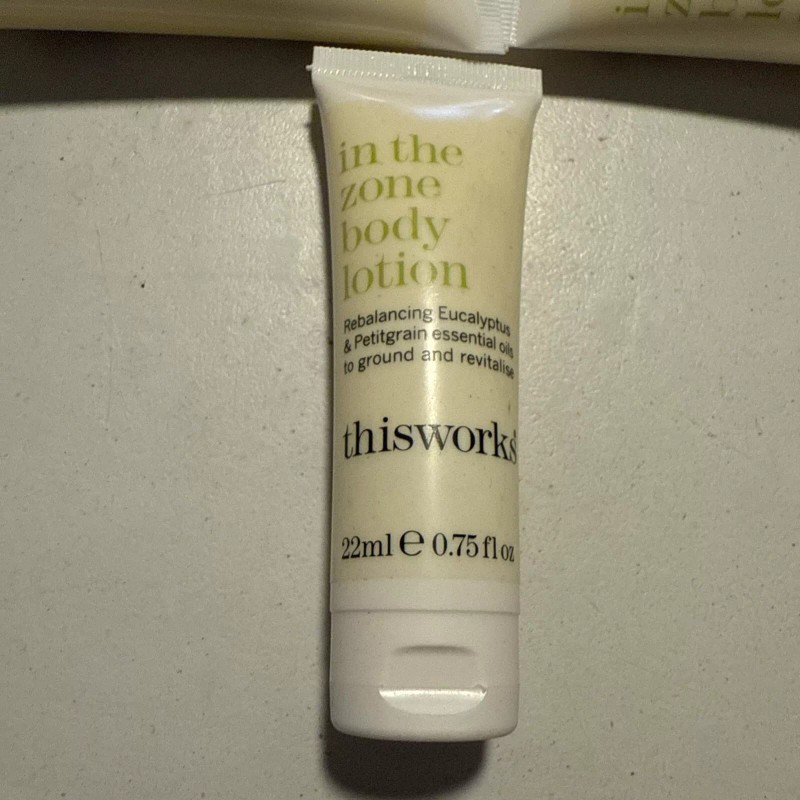 in the
zone
body
lotion
Rebalancing Eucalyptus
& Petitgrain essential oils
to ground and revitalise
thisworks
22ml ℮ 0.75 fl oz